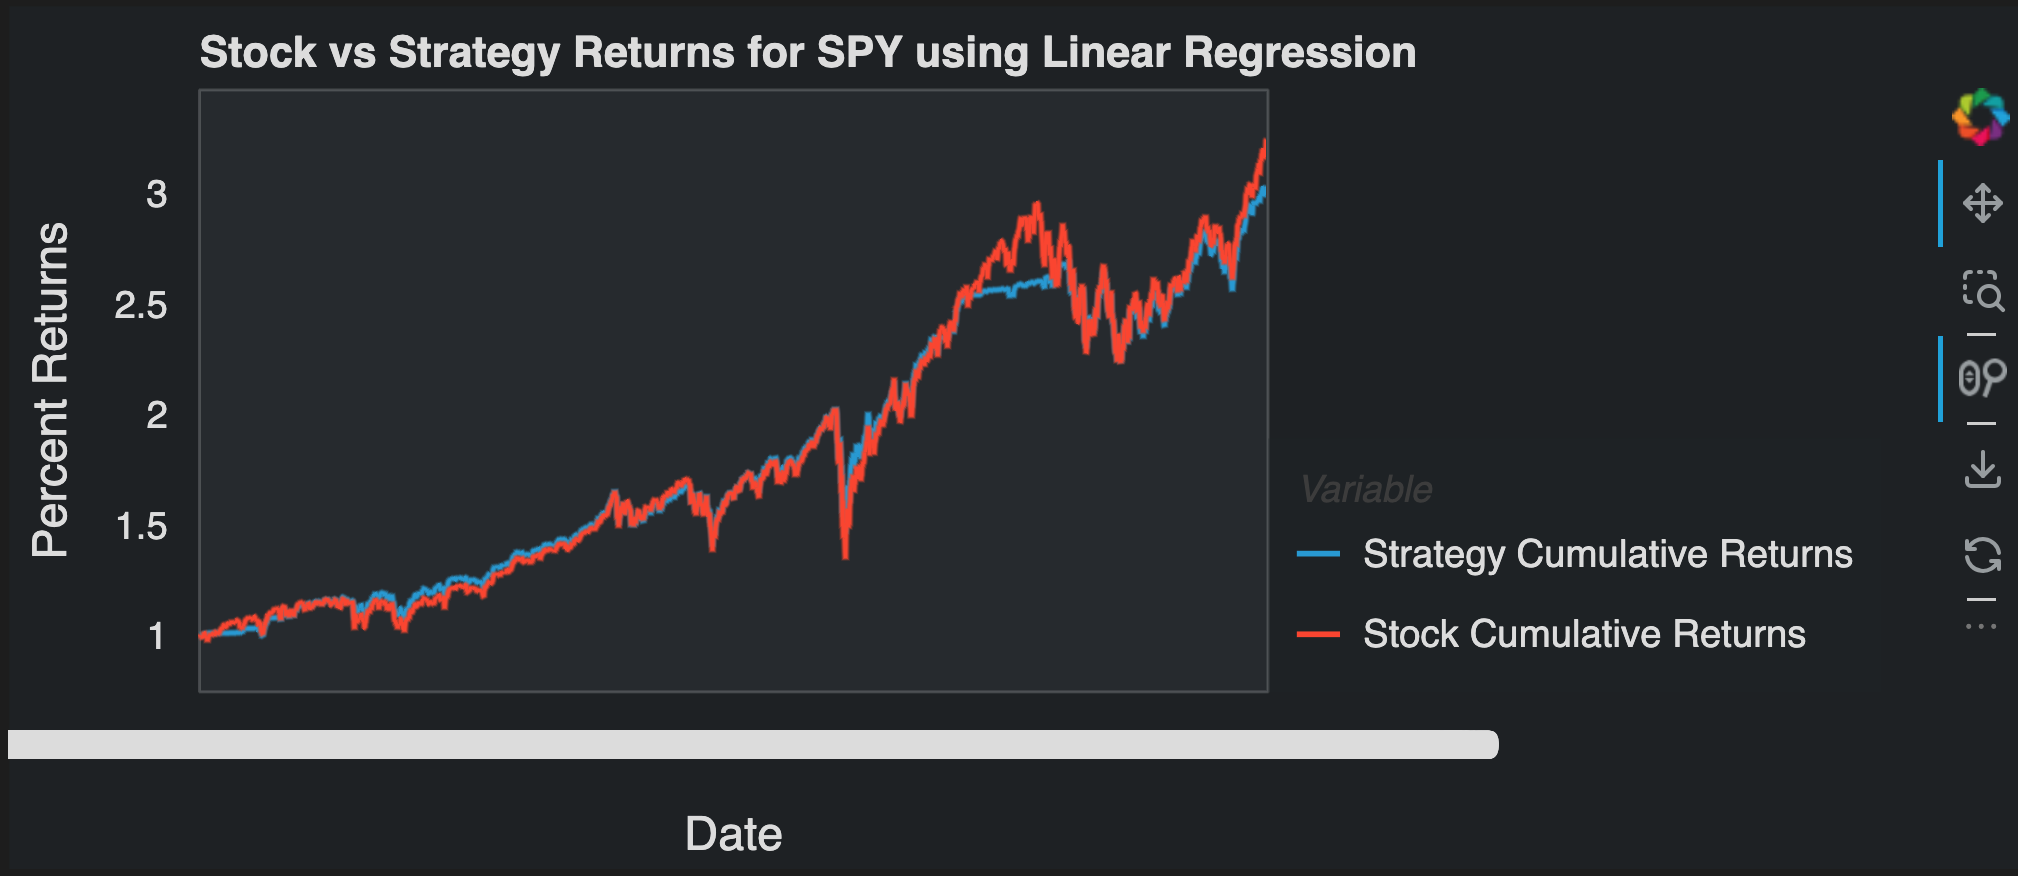 Stock vs Strategy Returns for SPY using Linear Regression
Percent Returns
3
2.5
2
1.5
1
Variable
Strategy Cumulative Returns
Stock Cumulative Returns
Date